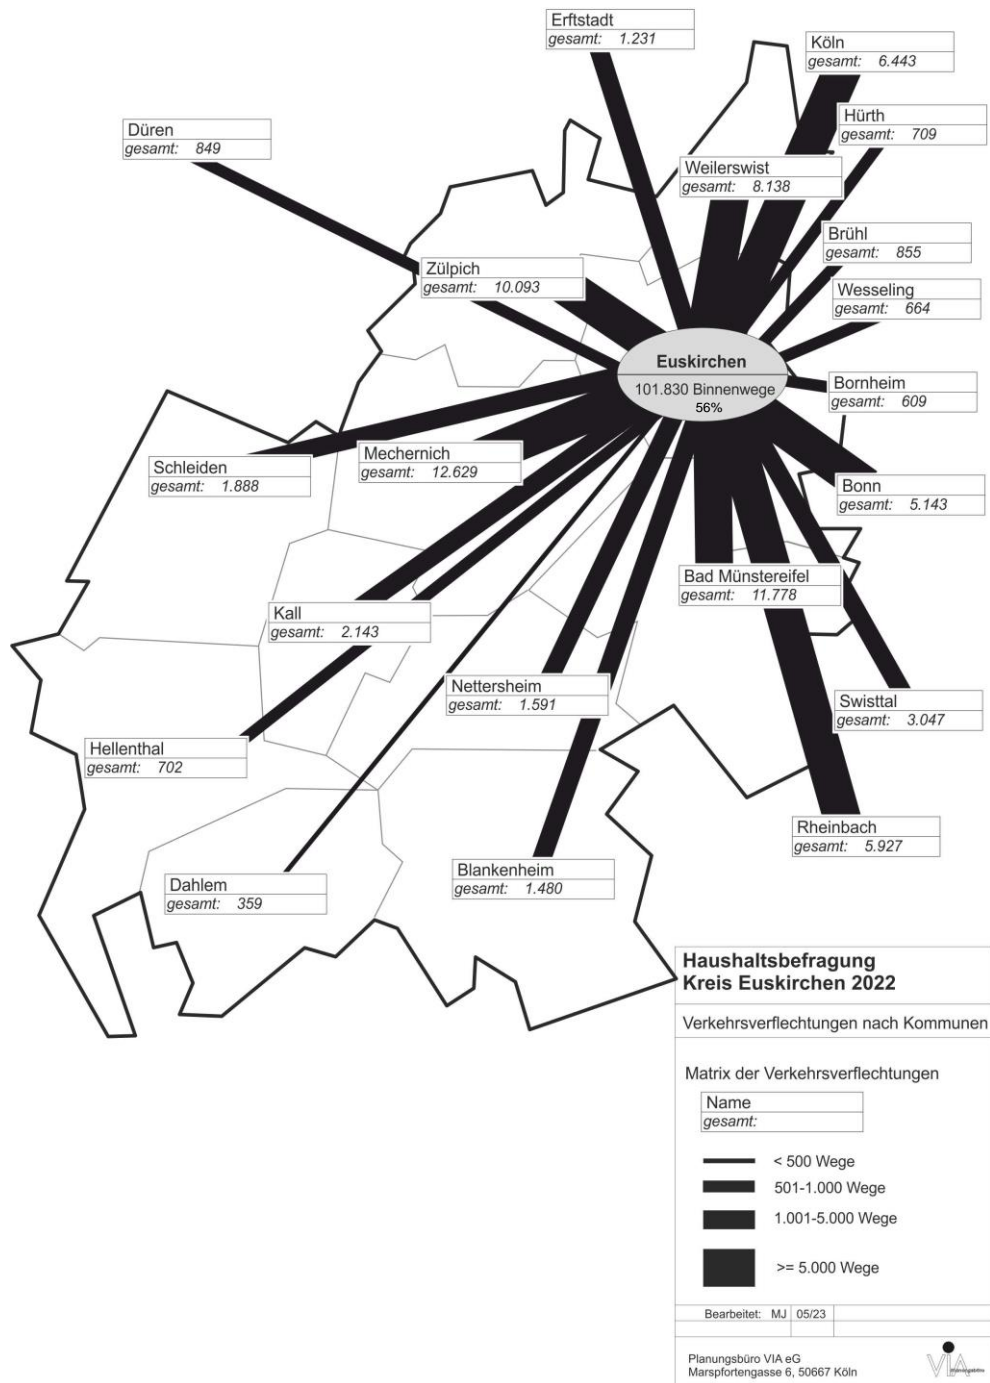 Erftstadt
gesamt: 1.231
Köln
gesamt: 6.443
Hürth
gesamt: 709
Düren
gesamt: 849
Weilerswist
gesamt: 8.138
Brühl
gesamt: 855
Zülpich
gesamt: 10.093
Wesseling
gesamt: 664
Euskirchen
101.830 Binnenwege
56%
Bornheim
gesamt: 609
Mechernich
gesamt: 12.629
Schleiden
gesamt: 1.888
Bonn
gesamt: 5.143
Bad Münstereifel
gesamt: 11.778
Kall
gesamt: 2.143
Nettersheim
gesamt: 1.591
Swisttal
gesamt: 3.047
Hellenthal
gesamt: 702
Rheinbach
gesamt: 5.927
Blankenheim
gesamt: 1.480
Dahlem
gesamt: 359
Haushaltsbefragung
Kreis Euskirchen 2022
Verkehrsverflechtungen nach Kommunen
Matrix der Verkehrsverflechtungen
Name
gesamt:
< 500 Wege
501-1.000 Wege
1.001-5.000 Wege
>= 5.000 Wege
Bearbeitet: MJ 05/23
Planungsbüro VIA eG
Marspfortengasse 6, 50667 Köln
VIA